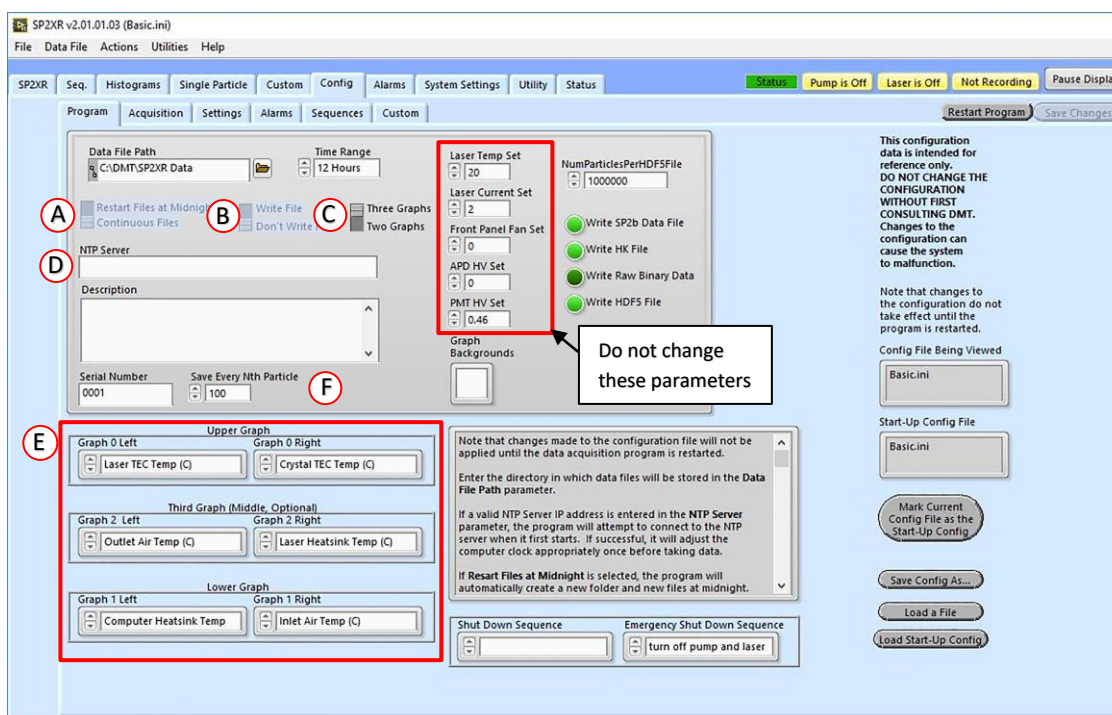 SP2XR v2.01.01.03 (Basic.ini)
File Data File Actions Utilities Help
SP2XR Seq. Histograms Single Particle Custom Config Alarms System Settings Utility Status
Status Pump is Off Laser is Off Not Recording Pause Displa
Program Acquisition Settings Alarms Sequences Custom
Restart Program Save Changes
Data File Path
C:\DMT\SP2XR Data
Time Range
12 Hours
A
Restart Files at Midnigh
Continuous Files
B
Write File
Don't Write
C
Three Graphs
Two Graphs
D
NTP Server
Description
Serial Number
0001
Save Every Nth Particle
100
F
Laser Temp Set
20
Laser Current Set
2
Front Panel Fan Set
0
APD HV Set
0
PMT HV Set
0.46
Graph
Backgrounds
NumParticlesPerHDF5File
1000000
Write SP2b Data File
Write HK File
Write Raw Binary Data
Write HDF5 File
Do not change
these parameters
E
Upper Graph
Graph 0 Left Graph 0 Right
Laser TEC Temp (C) Crystal TEC Temp (C)
Third Graph (Middle, Optional)
Graph 2 Left Graph 2 Right
Outlet Air Temp (C) Laser Heatsink Temp (C)
Lower Graph
Graph 1 Left Graph 1 Right
Computer Heatsink Temp Inlet Air Temp (C)
Note that changes made to the configuration file will not be
applied until the data acquisition program is restarted.
Enter the directory in which data files will be stored in the Data
File Path parameter.
If a valid NTP Server IP address is entered in the NTP Server
parameter, the program will attempt to connect to the NTP
server when it first starts. If successful, it will adjust the
computer clock appropriately once before taking data.
If Resart Files at Midnight is selected, the program will
automatically create a new folder and new files at midnight.
Shut Down Sequence Emergency Shut Down Sequence
turn off pump and laser
This configuration
data is intended for
reference only.
DO NOT CHANGE THE
CONFIGURATION
WITHOUT FIRST
CONSULTING DMT.
Changes to the
configuration can
cause the system
to malfunction.
Note that changes to
the configuration do not
take effect until the
program is restarted.
Config File Being Viewed
Basic.ini
Start-Up Config File
Basic.ini
Mark Current
Config File as the
Start-Up Config
Save Config As...
Load a File
Load Start-Up Config